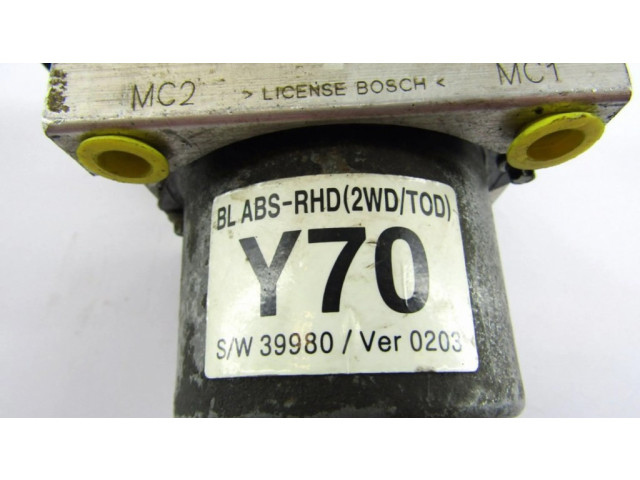 MC2 > LICENSE BOSCH < MC1
BL ABS-RHD(2WD/TOD)
Y70
S/W 39980 / Ver 0203